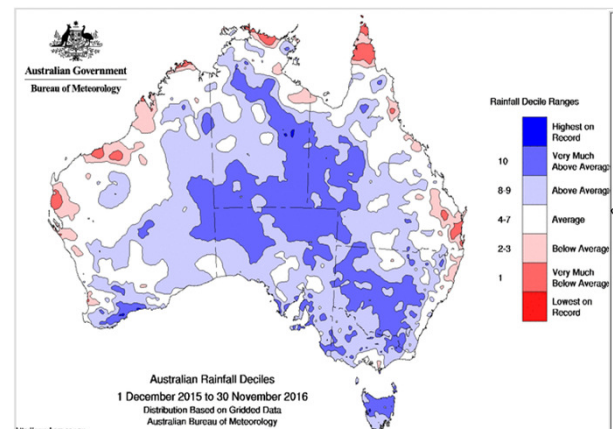 Australian Government
Bureau of Meteorology
Rainfall Decile Ranges
Highest on
Record
10
Very Much
Above Average
8-9
Above Average
4-7
Average
2-3
Below Average
1
Very Much
Below Average
Lowest on
Record
Australian Rainfall Deciles
1 December 2015 to 30 November 2016
Distribution Based on Gridded Data
Australian Bureau of Meteorology